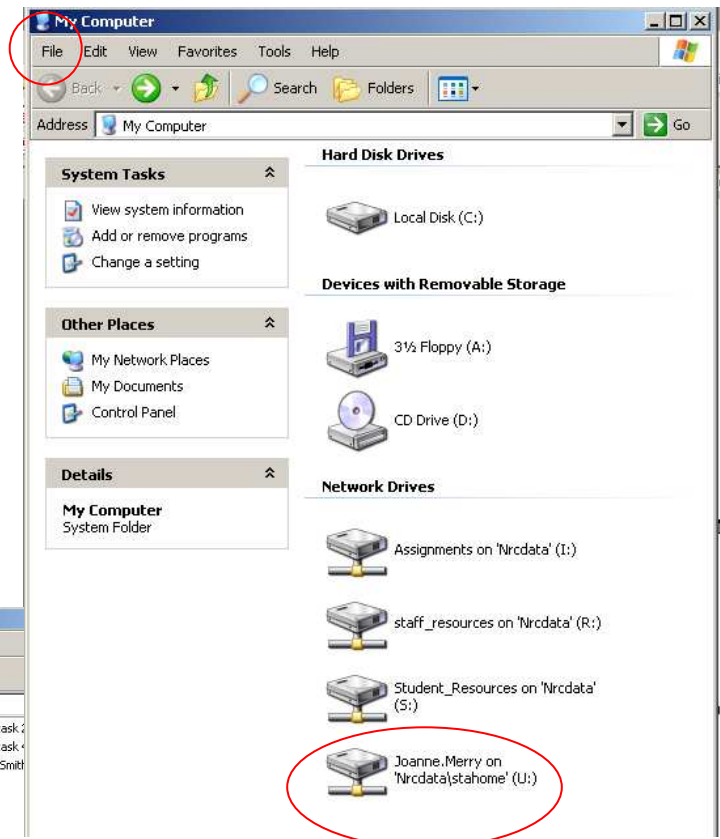 My Computer
File Edit View Favorites Tools Help
Back Search Folders
Address My Computer Go
System Tasks
View system information
Add or remove programs
Change a setting
Other Places
My Network Places
My Documents
Control Panel
Details
My Computer
System Folder
Hard Disk Drives
Local Disk (C:)
Devices with Removable Storage
3½ Floppy (A:)
CD Drive (D:)
Network Drives
Assignments on 'Nrcdata' (I:)
staff_resources on 'Nrcdata' (R:)
Student_Resources on 'Nrcdata'
(S:)
Joanne.Merry on
'Nrcdata\stahome' (U:)
Smith